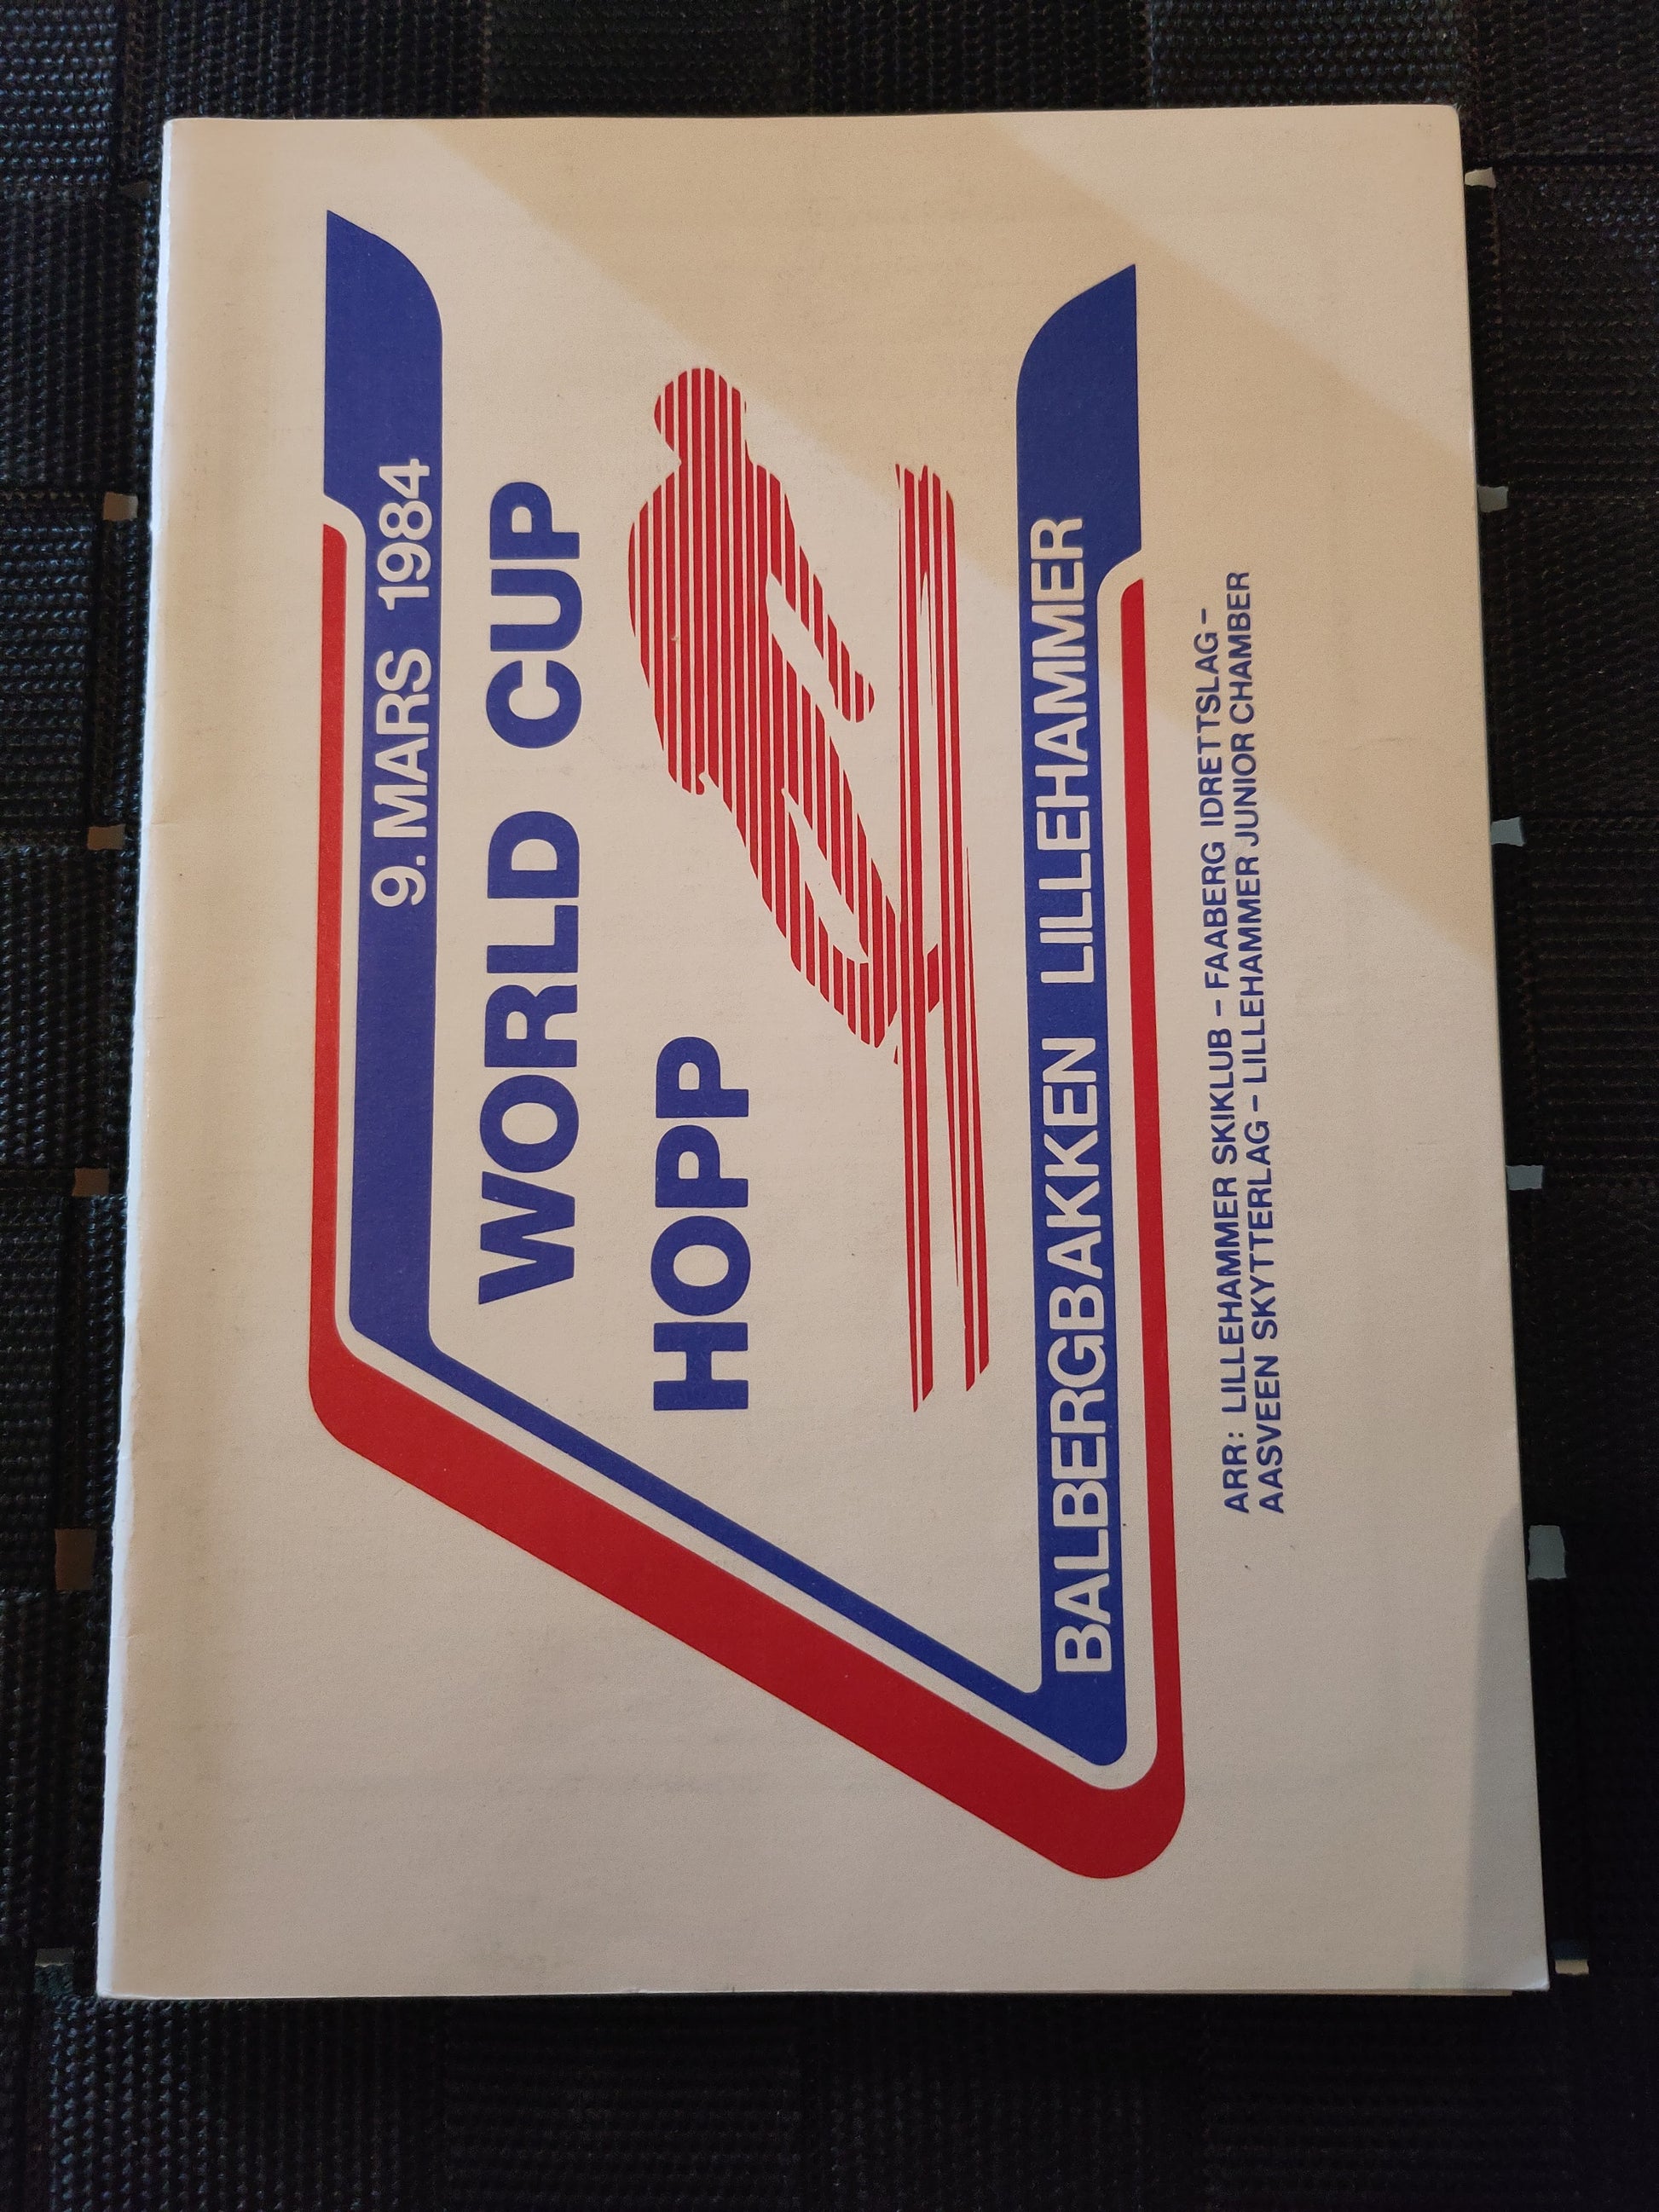 9. MARS 1984
WORLD CUP
HOPP
BALBERGBAKKEN LILLEHAMMER
ARR: LILLEHAMMER SKIKLUB – FAABERG IDRETTSLAG –
AASVEEN SKYTTERLAG – LILLEHAMMER JUNIOR CHAMBER